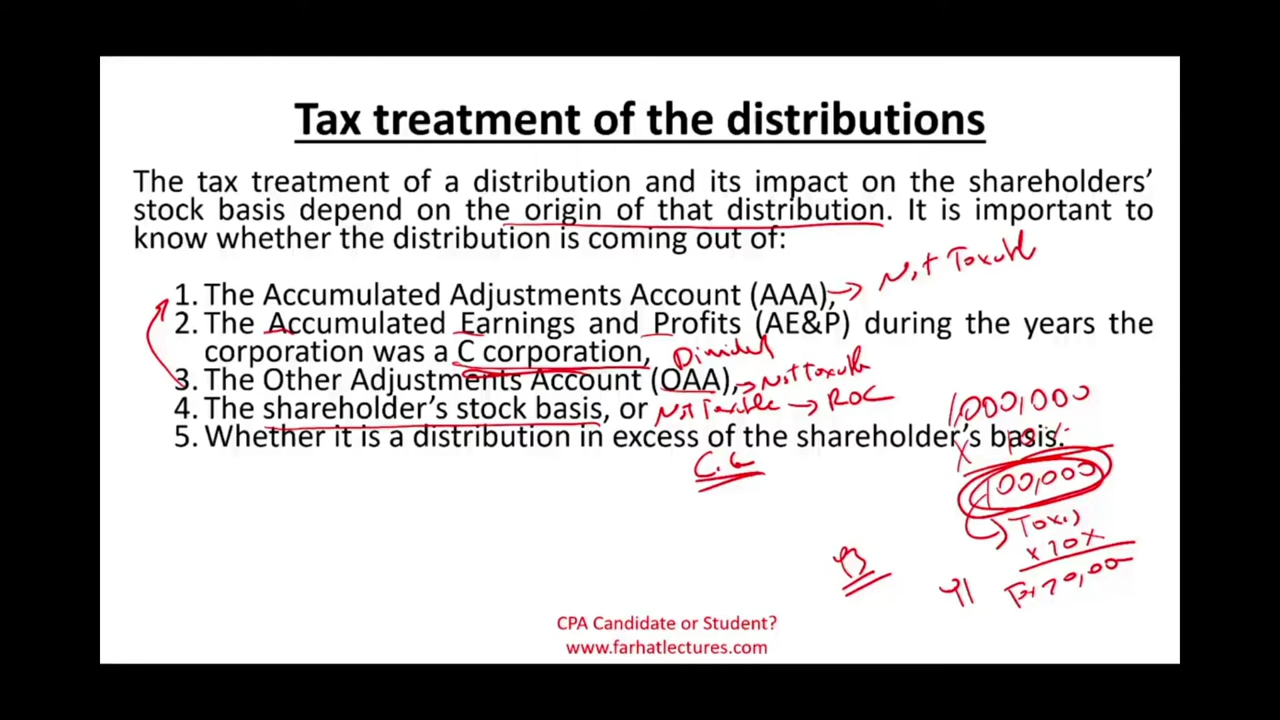 Tax treatment of the distributions
The tax treatment of a distribution and its impact on the shareholders'
stock basis depend on the origin of that distribution. It is important to
know whether the distribution is coming out of:
Not Taxable
1. The Accumulated Adjustments Account (AAA),
2. The Accumulated Earnings and Profits (AE&P) during the years the
corporation was a C corporation,
Dividend
3. The Other Adjustments Account (OAA),
Not Taxable
4. The shareholder's stock basis, or
Not Taxable → ROC
1,000,000
5. Whether it is a distribution in excess of the shareholder's basis.
C.G
100,000
CPA Candidate or Student?
www.farhatlectures.com